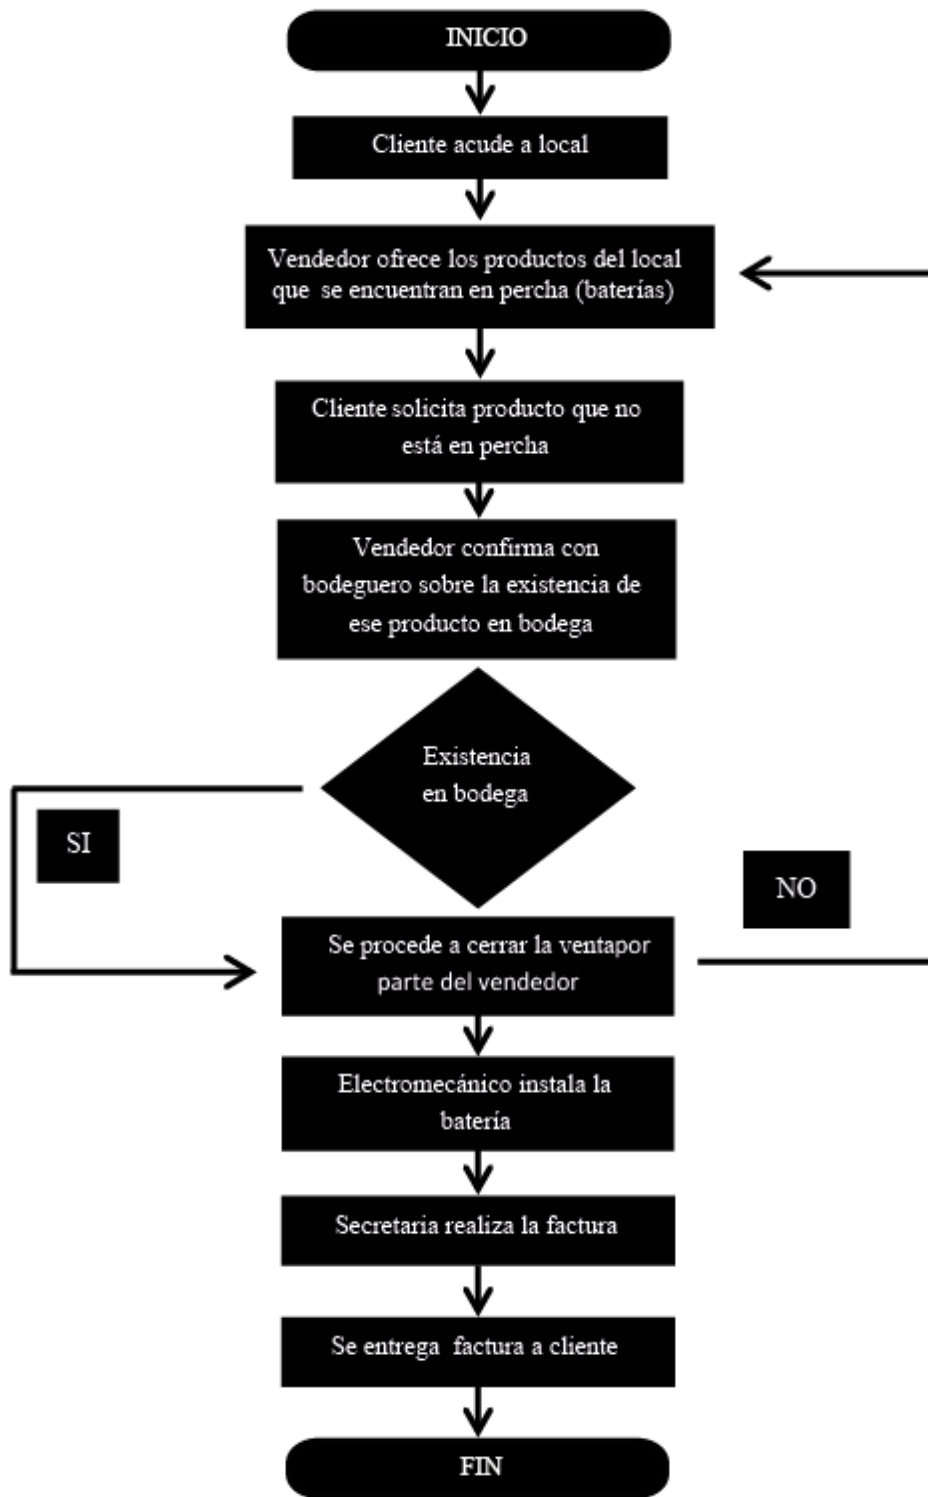 INICIO
Cliente acude a local
Vendedor ofrece los productos del local
que se encuentran en percha (baterías)
Cliente solicita producto que no
está en percha
Vendedor confirma con
bodeguero sobre la existencia de
ese producto en bodega
Existencia
en bodega
SI
NO
Se procede a cerrar la ventapor
parte del vendedor
Electromecánico instala la
batería
Secretaria realiza la factura
Se entrega factura a cliente
FIN